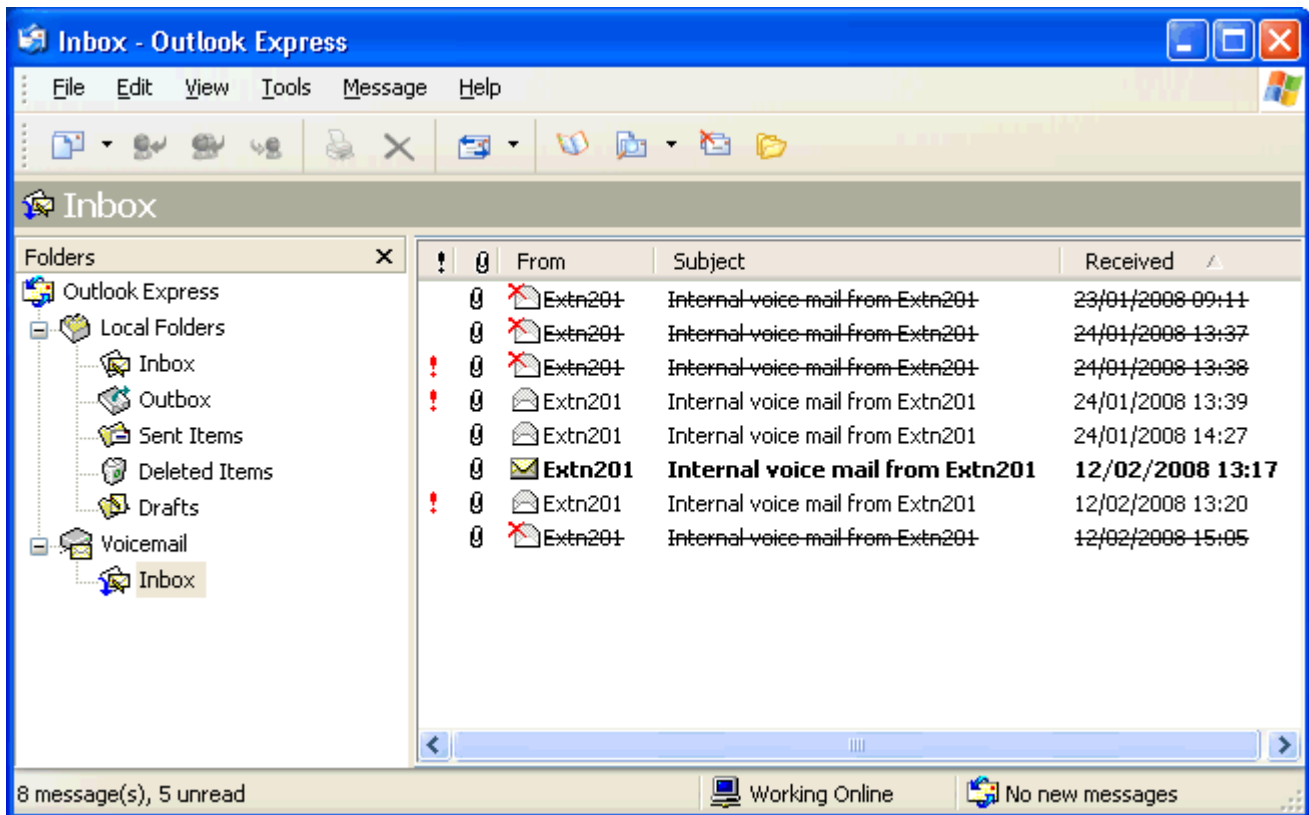 Inbox - Outlook Express
File Edit View Tools Message Help
Inbox
Folders
Outlook Express
Local Folders
Inbox
Outbox
Sent Items
Deleted Items
Drafts
Voicemail
Inbox
! From Subject Received
Extn201 Internal voice mail from Extn201 23/01/2008 09:11
Extn201 Internal voice mail from Extn201 24/01/2008 13:37
! Extn201 Internal voice mail from Extn201 24/01/2008 13:38
! Extn201 Internal voice mail from Extn201 24/01/2008 13:39
Extn201 Internal voice mail from Extn201 24/01/2008 14:27
Extn201 Internal voice mail from Extn201 12/02/2008 13:17
! Extn201 Internal voice mail from Extn201 12/02/2008 13:20
Extn201 Internal voice mail from Extn201 12/02/2008 15:05
8 message(s), 5 unread Working Online No new messages